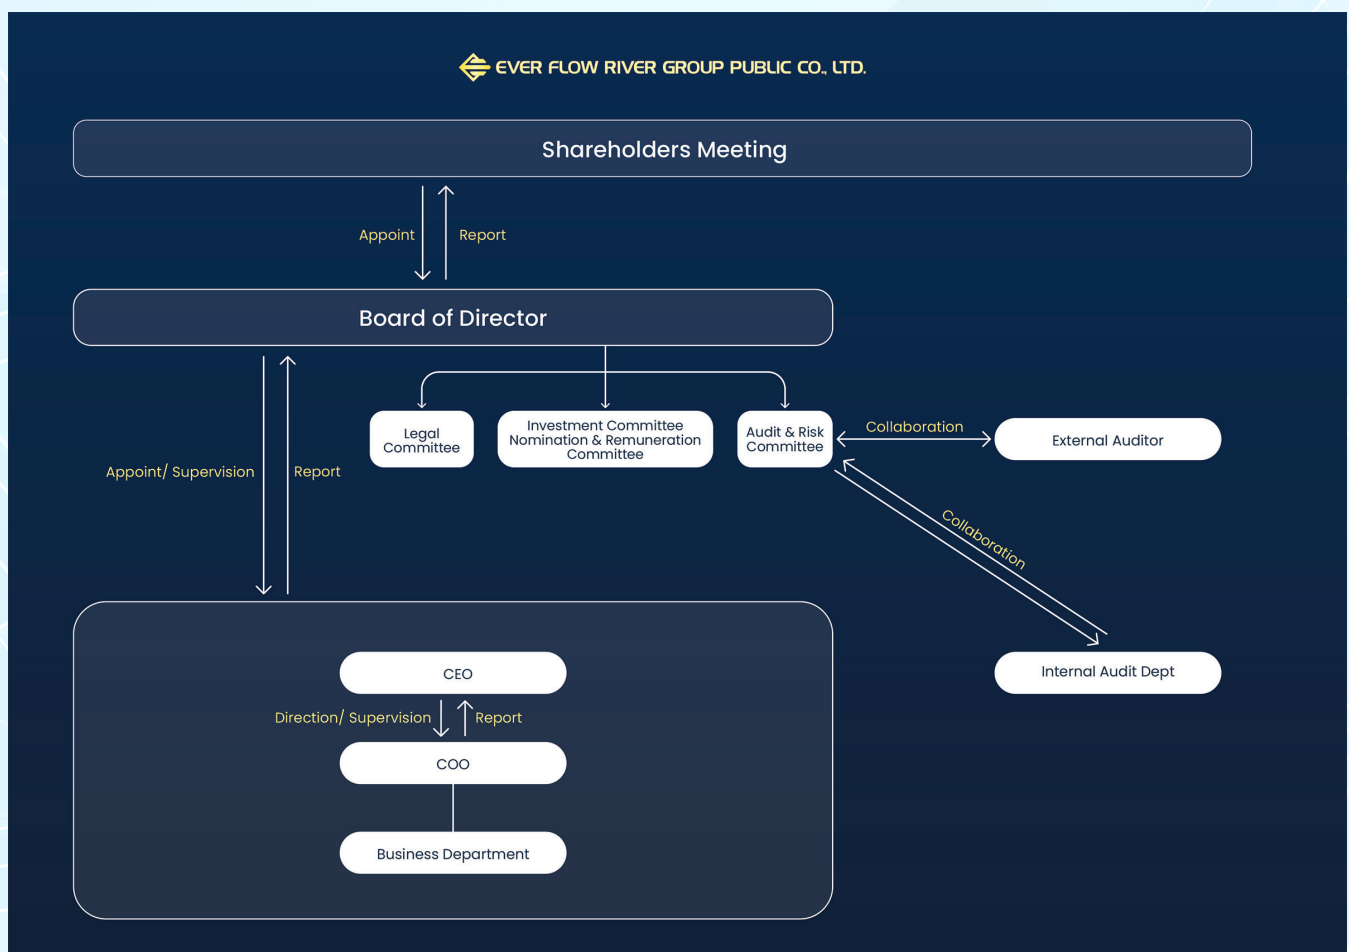 EVER FLOW RIVER GROUP PUBLIC CO., LTD.
Shareholders Meeting
Appoint
Report
Board of Director
Legal
Committee
Investment Committee
Nomination & Remuneration
Committee
Audit & Risk
Committee
Collaboration
External Auditor
Appoint/ Supervision
Report
Collaboration
CEO
Internal Audit Dept
Direction/ Supervision
Report
COO
Business Department